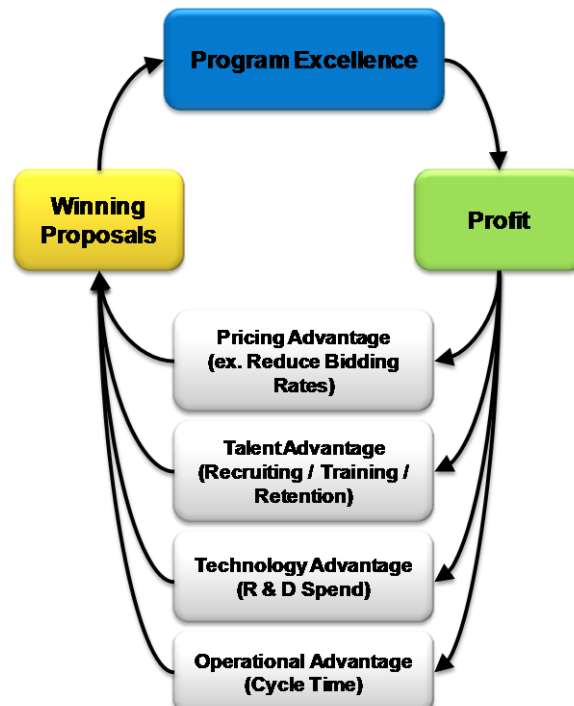 Program Excellence
Winning
Proposals
Profit
Pricing Advantage
(ex. Reduce Bidding
Rates)
Talent Advantage
(Recruiting / Training /
Retention)
Technology Advantage
(R & D Spend)
Operational Advantage
(Cycle Time)